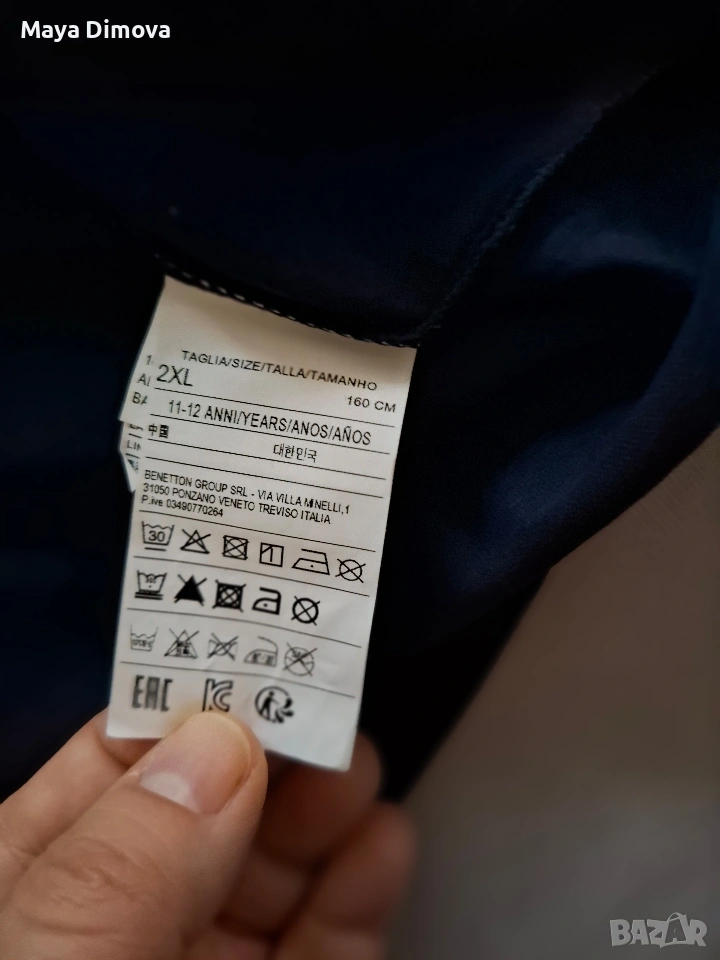 Maya Dimova
TAGLIA/SIZE/TALLA/TAMANHO
2XL
160 CM
11-12 ANNI/YEARS/ANOS/AÑOS
中国
대한민국
BENETTON GROUP SRL - VIA VILLA MINELLI,1
31050 PONZANO VENETO TREVISO ITALIA
P.ive 03490770264
30
EAC
KC
BAZAR